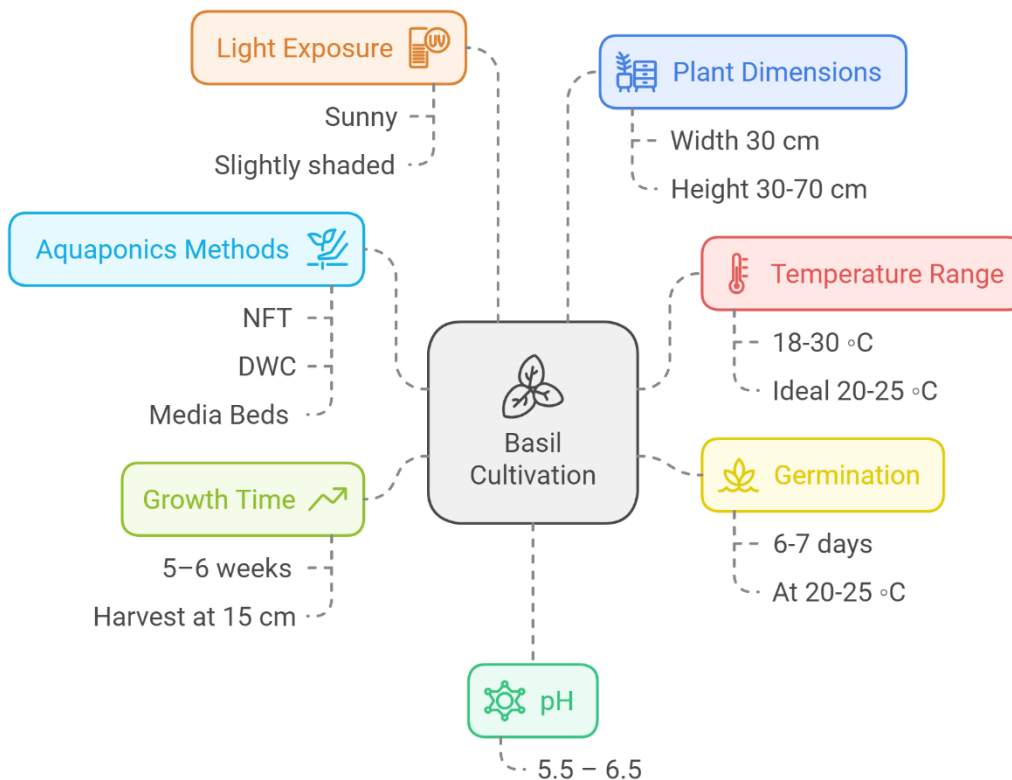 Light Exposure
UV
Sunny
Slightly shaded
Plant Dimensions
Width 30 cm
Height 30-70 cm
Aquaponics Methods
NFT
DWC
Media Beds
Temperature Range
18-30 ◦C
Ideal 20-25 ◦C
Basil
Cultivation
Growth Time
5–6 weeks
Harvest at 15 cm
Germination
6-7 days
At 20-25 ◦C
pH
5.5 – 6.5